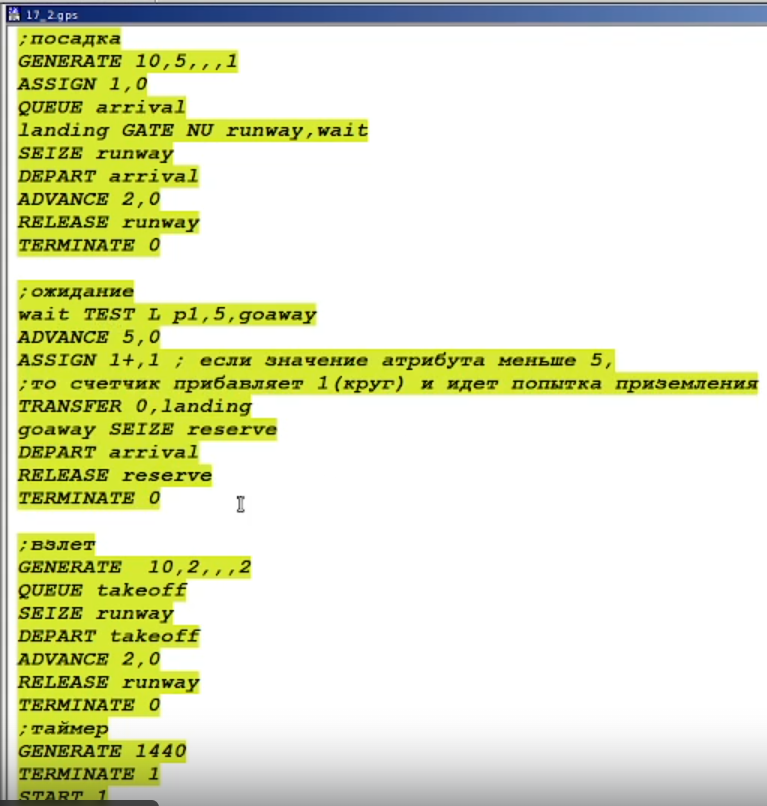 17_2.gps
;посадка
GENERATE 10,5,,,1
ASSIGN 1,0
QUEUE arrival
landing GATE NU runway,wait
SEIZE runway
DEPART arrival
ADVANCE 2,0
RELEASE runway
TERMINATE 0
;ожидание
wait TEST L p1,5,goaway
ADVANCE 5,0
ASSIGN 1+,1 ; если значение атрибута меньше 5,
;то счетчик прибавляет 1(круг) и идет попытка приземления
TRANSFER 0,landing
goaway SEIZE reserve
DEPART arrival
RELEASE reserve
TERMINATE 0
;взлет
GENERATE  10,2,,,2
QUEUE takeoff
SEIZE runway
DEPART takeoff
ADVANCE 2,0
RELEASE runway
TERMINATE 0
;таймер
GENERATE 1440
TERMINATE 1
START 1